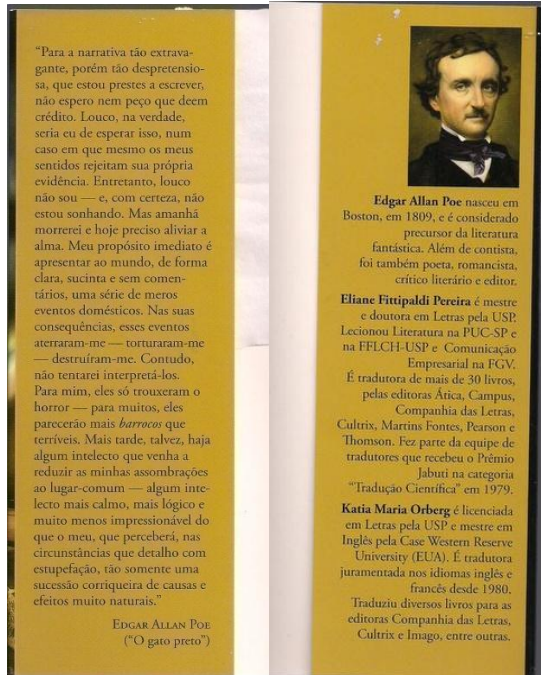 “Para a narrativa tão extrava-
gante, porém tão despretensio-
sa, que estou prestes a escrever,
não espero nem peço que deem
crédito. Louco, na verdade,
seria eu de esperar isso, num
caso em que mesmo os meus
sentidos rejeitam sua própria
evidência. Entretanto, louco
não sou — e, com certeza, não
estou sonhando. Mas amanhã
morrerei e hoje preciso aliviar a
alma. Meu propósito imediato é
apresentar ao mundo, de forma
clara, sucinta e sem comen-
tários, uma série de meros
eventos domésticos. Nas suas
consequências, esses eventos
aterraram-me — torturaram-me
— destruíram-me. Contudo,
não tentarei interpretá-los.
Para mim, eles só trouxeram o
horror — para muitos, eles
parecerão mais barrocos que
terríveis. Mais tarde, talvez, haja
algum intelecto que venha a
reduzir as minhas assombrações
ao lugar-comum — algum inte-
lecto mais calmo, mais lógico e
muito menos impressionável do
que o meu, que perceberá, nas
circunstâncias que detalho com
estupefação, tão somente uma
sucessão corriqueira de causas e
efeitos muito naturais.”
Edgar Allan Poe
(“O gato preto”)
Edgar Allan Poe nasceu em
Boston, em 1809, e é considerado
precursor da literatura
fantástica. Além de contista,
foi também poeta, romancista,
crítico literário e editor.
Eliane Fittipaldi Pereira é mestre
e doutora em Letras pela USP.
Lecionou Literatura na PUC-SP e
na FFLCH-USP e Comunicação
Empresarial na FGV.
É tradutora de mais de 30 livros,
pelas editoras Ática, Campus,
Companhia das Letras,
Cultrix, Martins Fontes, Pearson e
Thomson. Fez parte da equipe de
tradutores que recebeu o Prêmio
Jabuti na categoria
“Tradução Científica” em 1979.
Katia Maria Orberg é licenciada
em Letras pela USP e mestre em
Inglês pela Case Western Reserve
University (EUA). É tradutora
juramentada nos idiomas inglês e
francês desde 1980.
Traduziu diversos livros para as
editoras Companhia das Letras,
Cultrix e Imago, entre outras.